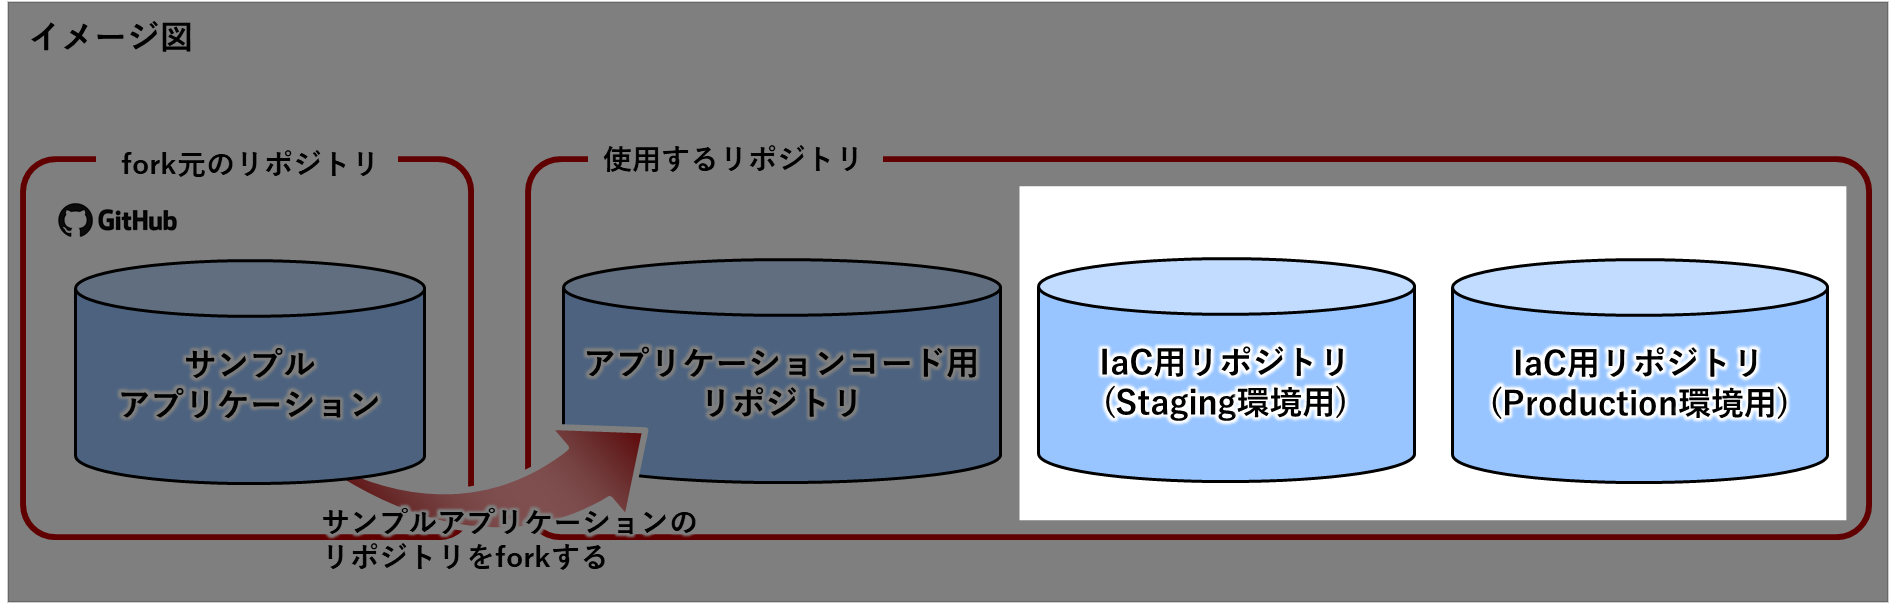 イメージ図
fork元のリポジトリ
GitHub
サンプル
アプリケーション
サンプルアプリケーションの
リポジトリをforkする
使用するリポジトリ
アプリケーションコード用
リポジトリ
IaC用リポジトリ
(Staging環境用)
IaC用リポジトリ
(Production環境用)